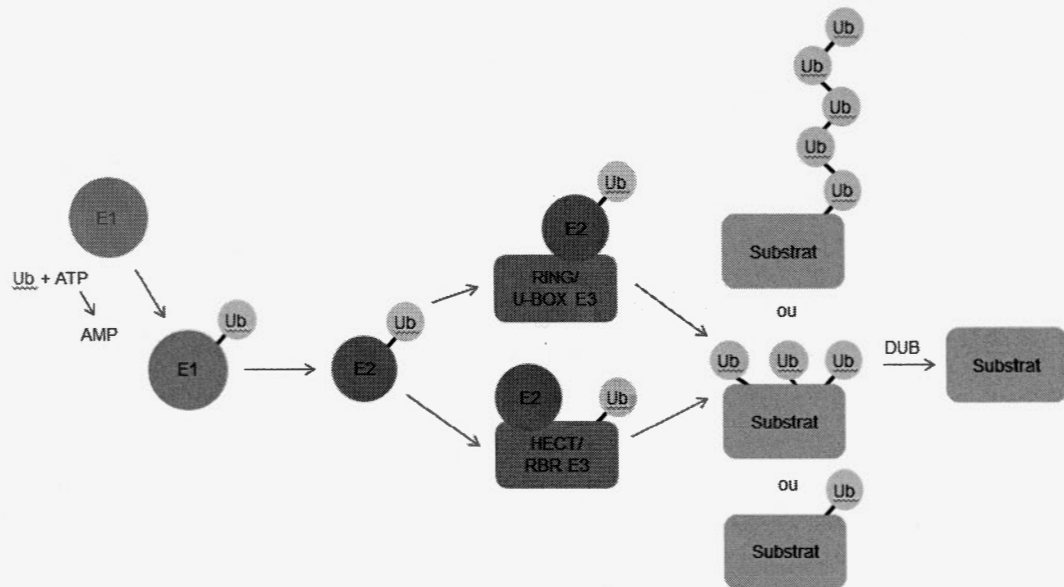 E1
Ub + ATP
AMP
Ub
E1
Ub
E2
Ub
E2
RING/
U-BOX E3
E2
Ub
HECT/
RBR E3
Ub
Ub
Ub
Ub
Ub
Substrat
ou
Ub Ub Ub
Substrat
ou
Ub
Substrat
DUB
Substrat